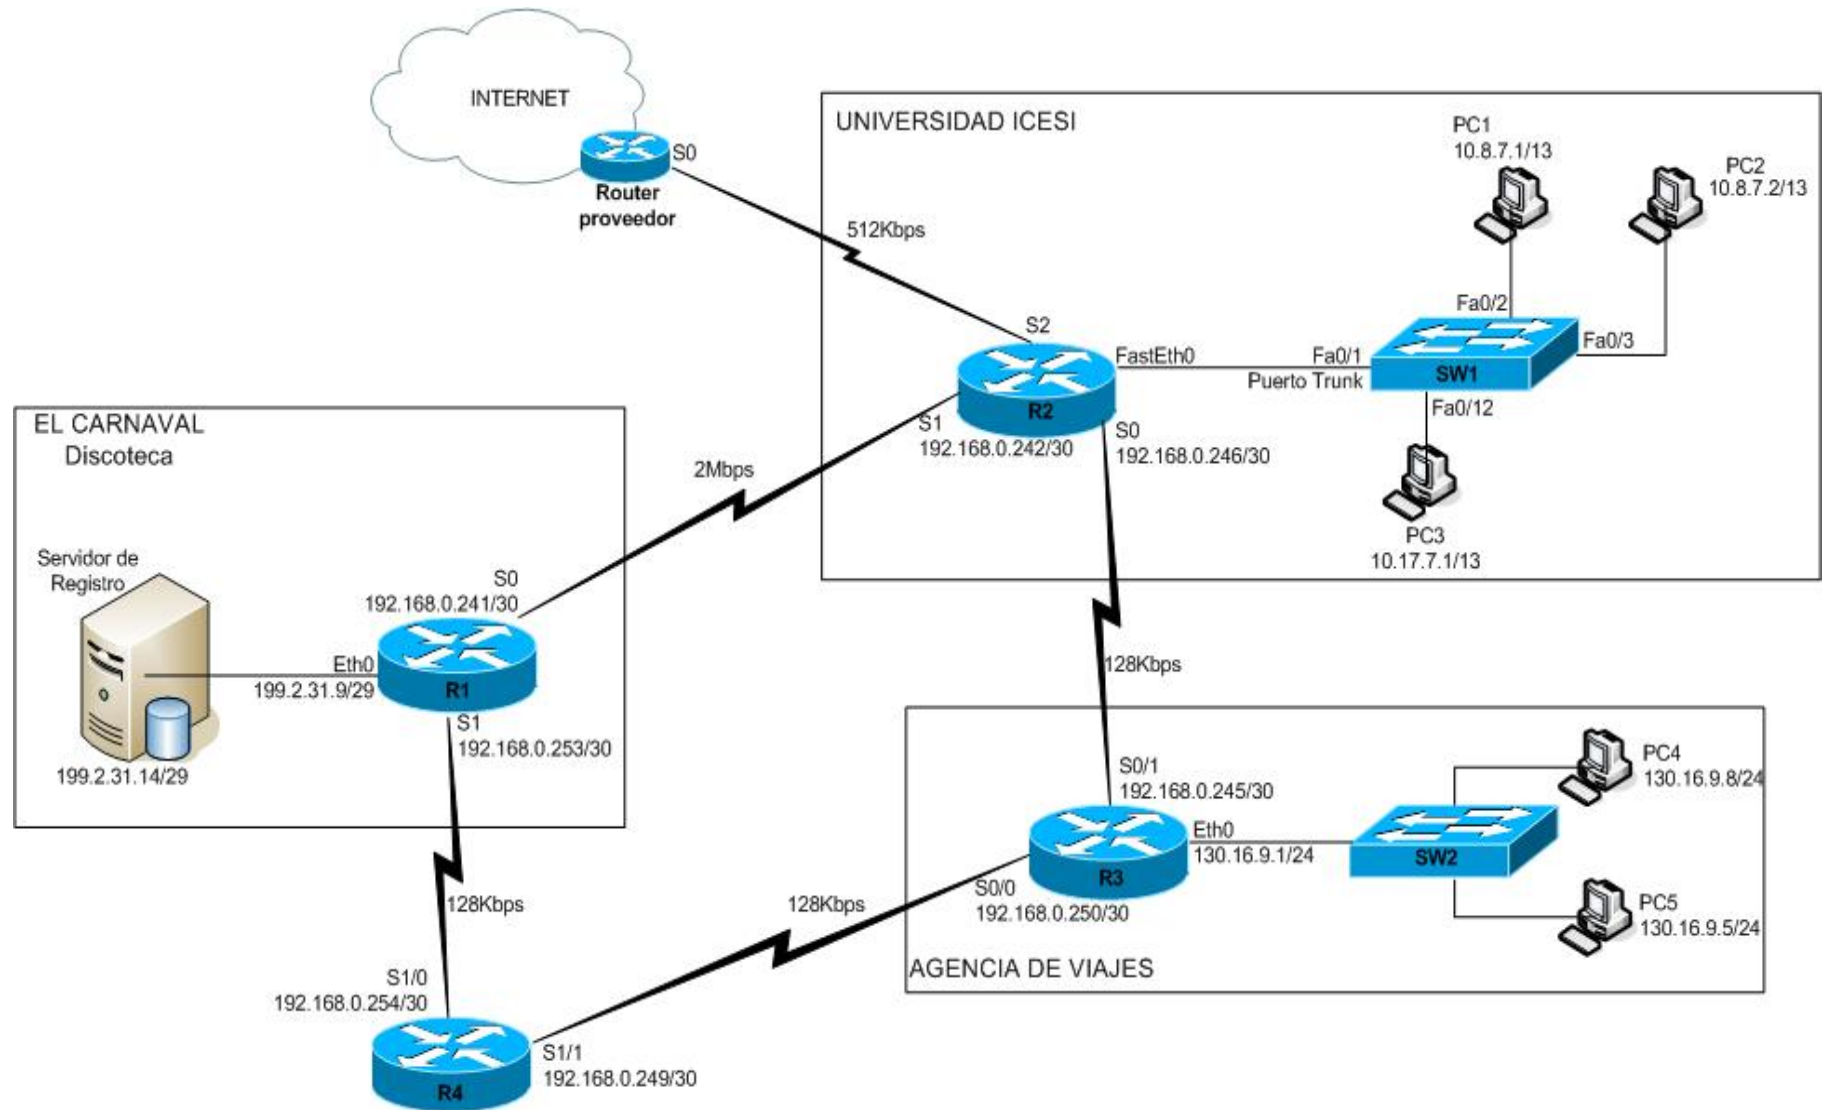 INTERNET
S0
Router
proveedor
512Kbps
UNIVERSIDAD ICESI
PC1
10.8.7.1/13
PC2
10.8.7.2/13
Fa0/2
Fa0/3
S2
FastEth0
Fa0/1
Puerto Trunk
SW1
Fa0/12
R2
S1
192.168.0.242/30
S0
192.168.0.246/30
PC3
10.17.7.1/13
EL CARNAVAL
Discoteca
2Mbps
Servidor de
Registro
S0
192.168.0.241/30
Eth0
199.2.31.9/29
R1
S1
192.168.0.253/30
199.2.31.14/29
128Kbps
S0/1
192.168.0.245/30
Eth0
130.16.9.1/24
R3
S0/0
192.168.0.250/30
SW2
PC4
130.16.9.8/24
PC5
130.16.9.5/24
AGENCIA DE VIAJES
128Kbps
128Kbps
S1/0
192.168.0.254/30
S1/1
192.168.0.249/30
R4